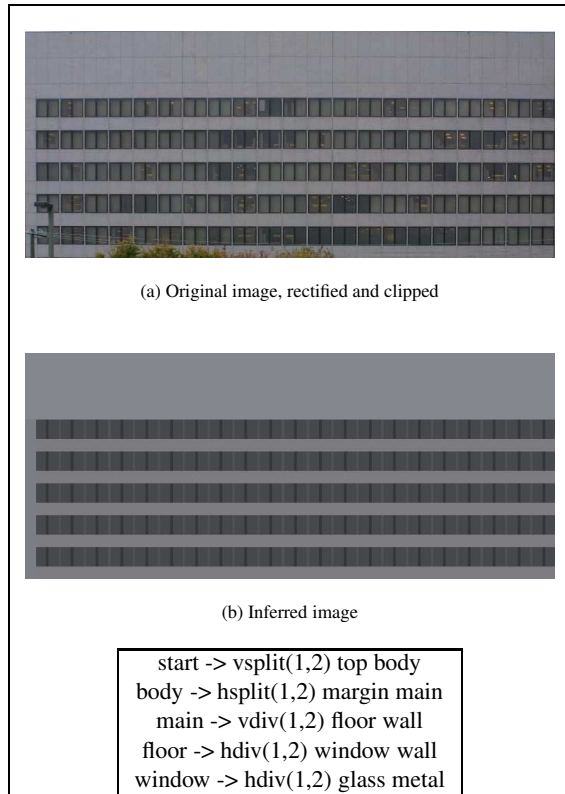 (a) Original image, rectified and clipped
(b) Inferred image
start -> vsplit(1,2) top body
body -> hsplit(1,2) margin main
main -> vdiv(1,2) floor wall
floor -> hdiv(1,2) window wall
window -> hdiv(1,2) glass metal